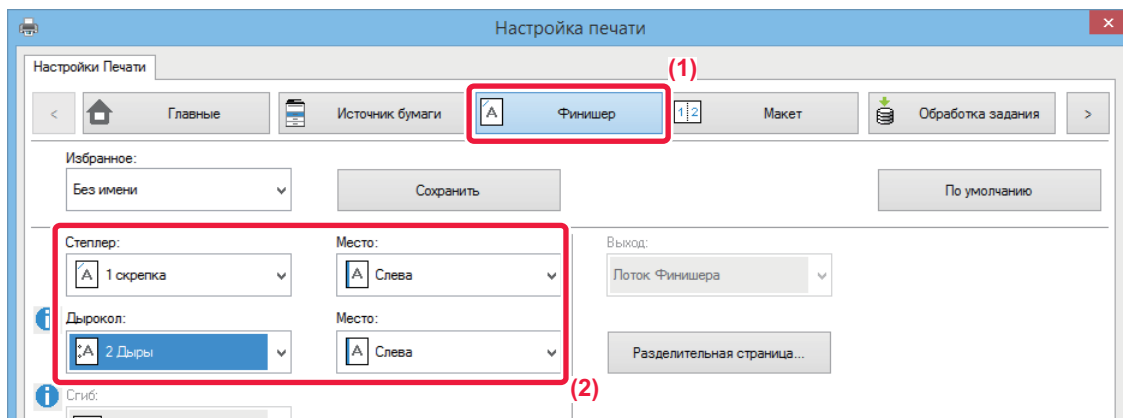 Настройка печати
Настройки Печати
(1)
Главные
Источник бумаги
Финишер
Макет
Обработка задания
Избранное:
Без имени
Сохранить
По умолчанию
Степлер:
Место:
Выход:
1 скрепка
Слева
Лоток Финишера
Дырокол:
Место:
2 Дыры
Слева
Разделительная страница...
(2)
Сгиб: